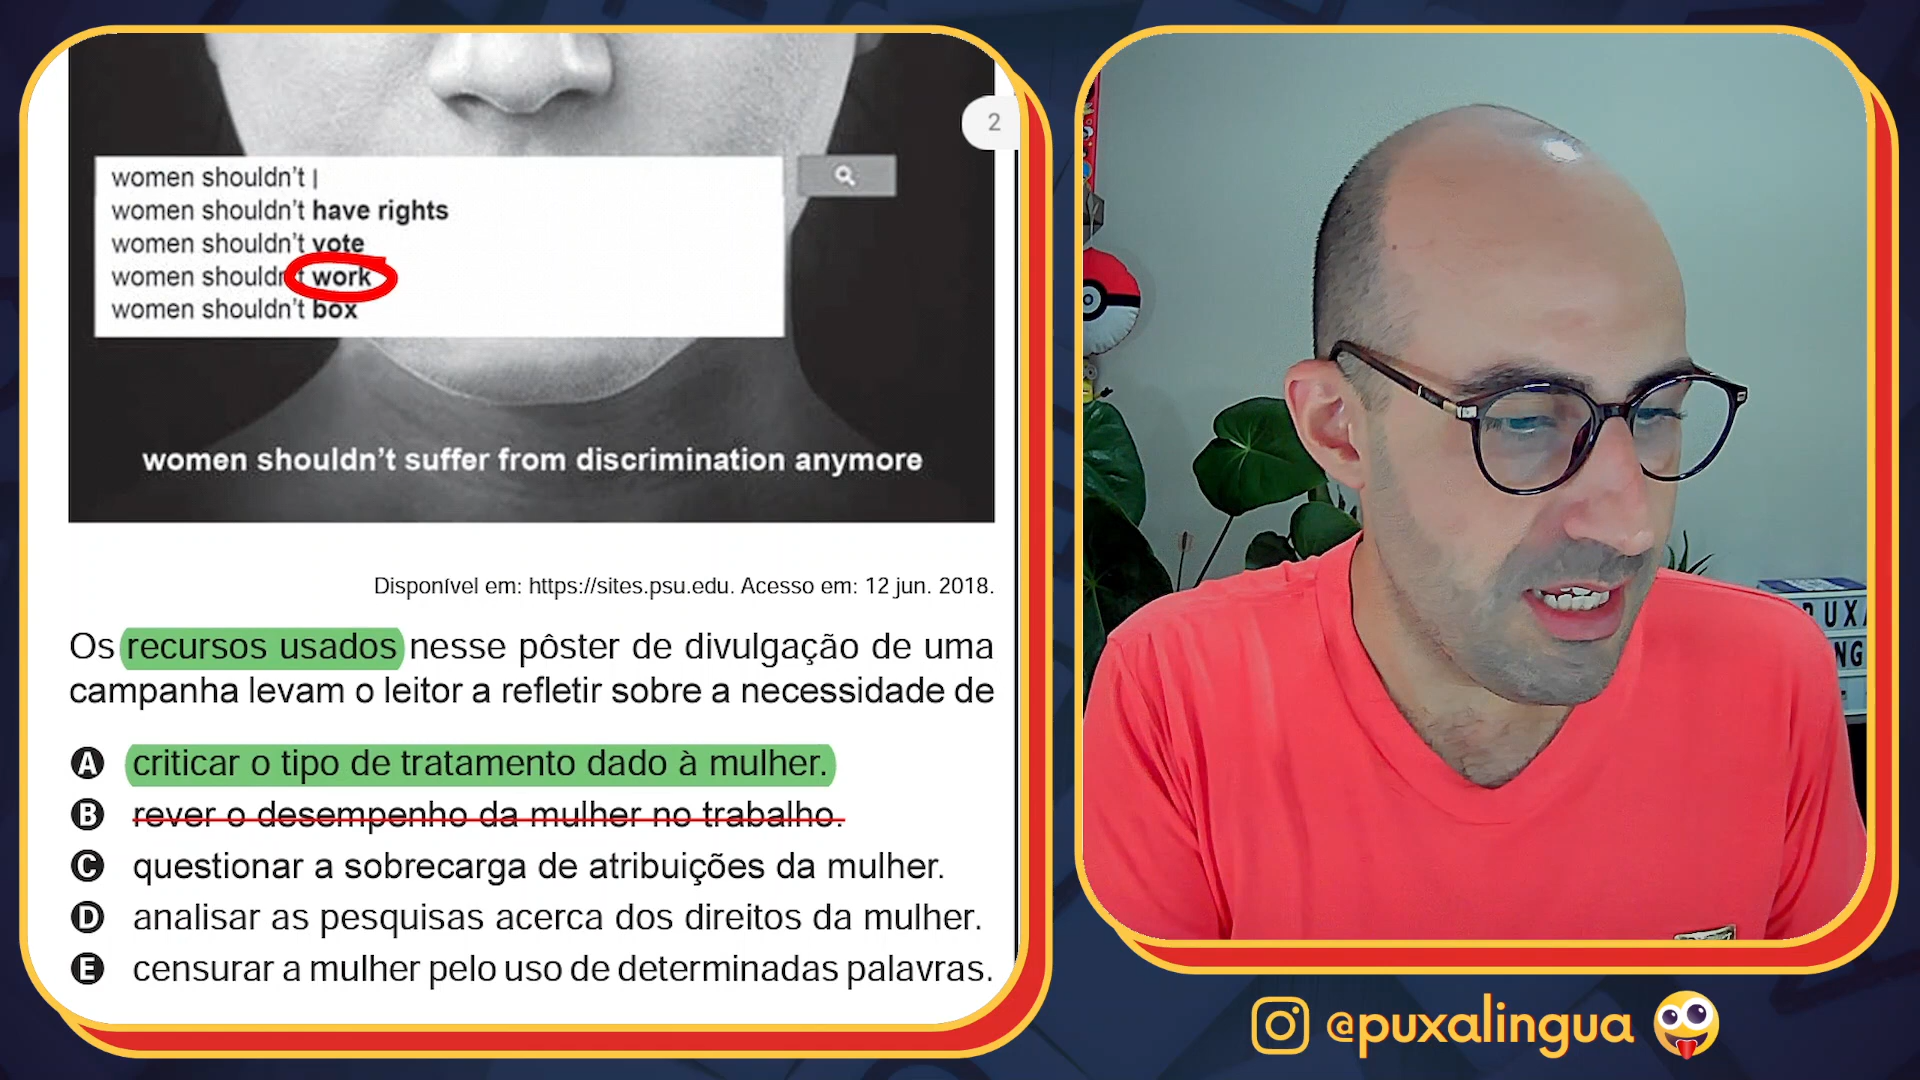 2
women shouldn't |
women shouldn't have rights
women shouldn't vote
women shouldn't work
women shouldn't box
women shouldn't suffer from discrimination anymore
Disponível em: https://sites.psu.edu. Acesso em: 12 jun. 2018.
Os recursos usados nesse pôster de divulgação de uma
campanha levam o leitor a refletir sobre a necessidade de
A criticar o tipo de tratamento dado à mulher.
B rever o desempenho da mulher no trabalho.
C questionar a sobrecarga de atribuições da mulher.
D analisar as pesquisas acerca dos direitos da mulher.
E censurar a mulher pelo uso de determinadas palavras.
PUX
NG
@puxalingua